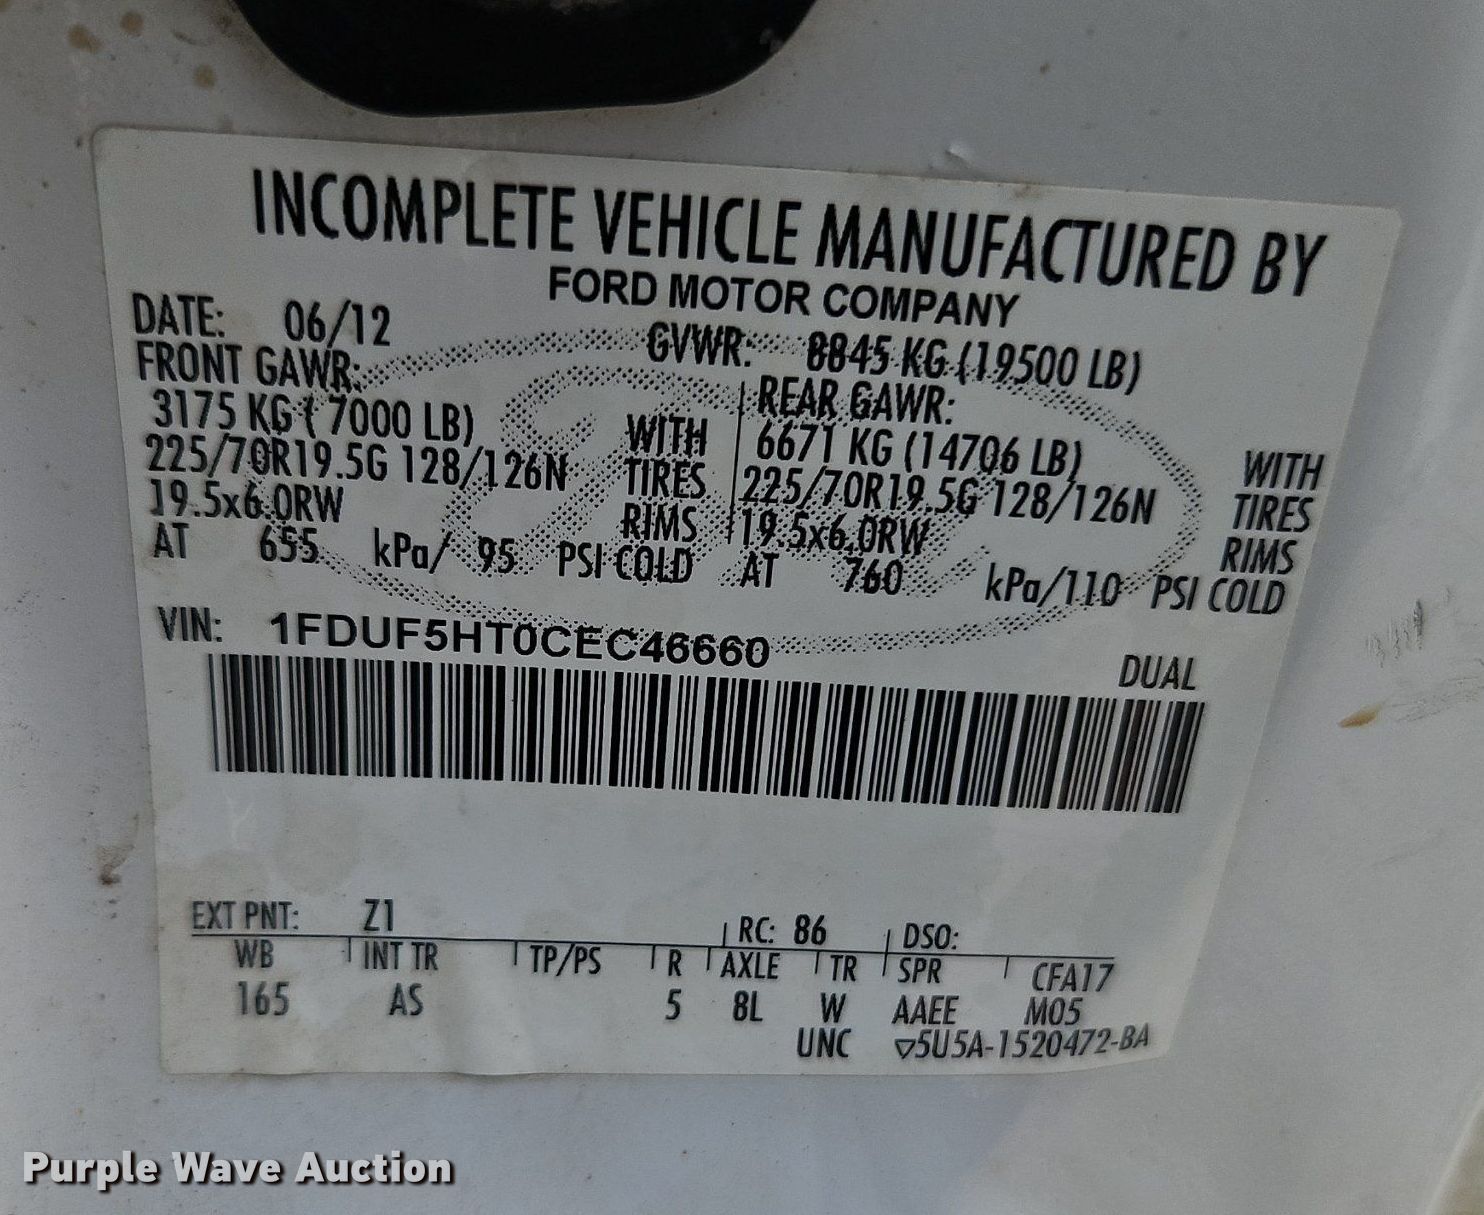 INCOMPLETE VEHICLE MANUFACTURED BY
FORD MOTOR COMPANY
DATE: 06/12 GVWR: 8845 KG (19500 LB)
FRONT GAWR: REAR GAWR:
3175 KG ( 7000 LB) WITH 6671 KG (14706 LB) WITH
225/70R19.5G 128/126N TIRES 225/70R19.5G 128/126N TIRES
19.5x6.0RW RIMS 19.5x6.0RW RIMS
AT 655 kPa/ 95 PSI COLD AT 760 kPa/110 PSI COLD
VIN: 1FDUF5HT0CEC46660
DUAL
EXT PNT: Z1 RC: 86 DSO:
WB INT TR TP/PS R AXLE TR SPR CFA17
165 AS 5 8L W AAEE M05
UNC ▽5U5A-1520472-BA
Purple Wave Auction